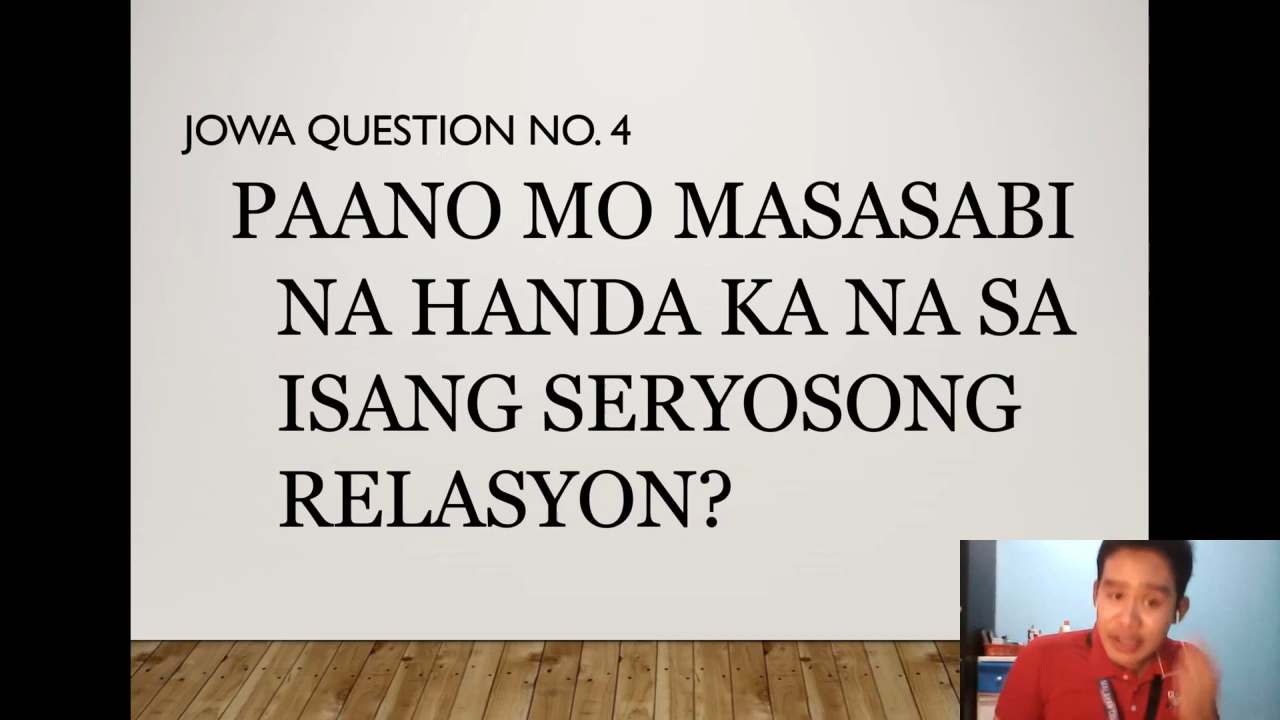 JOWA QUESTION NO. 4
PAANO MO MASASABI
NA HANDA KA NA SA
ISANG SERYOSONG
RELASYON?